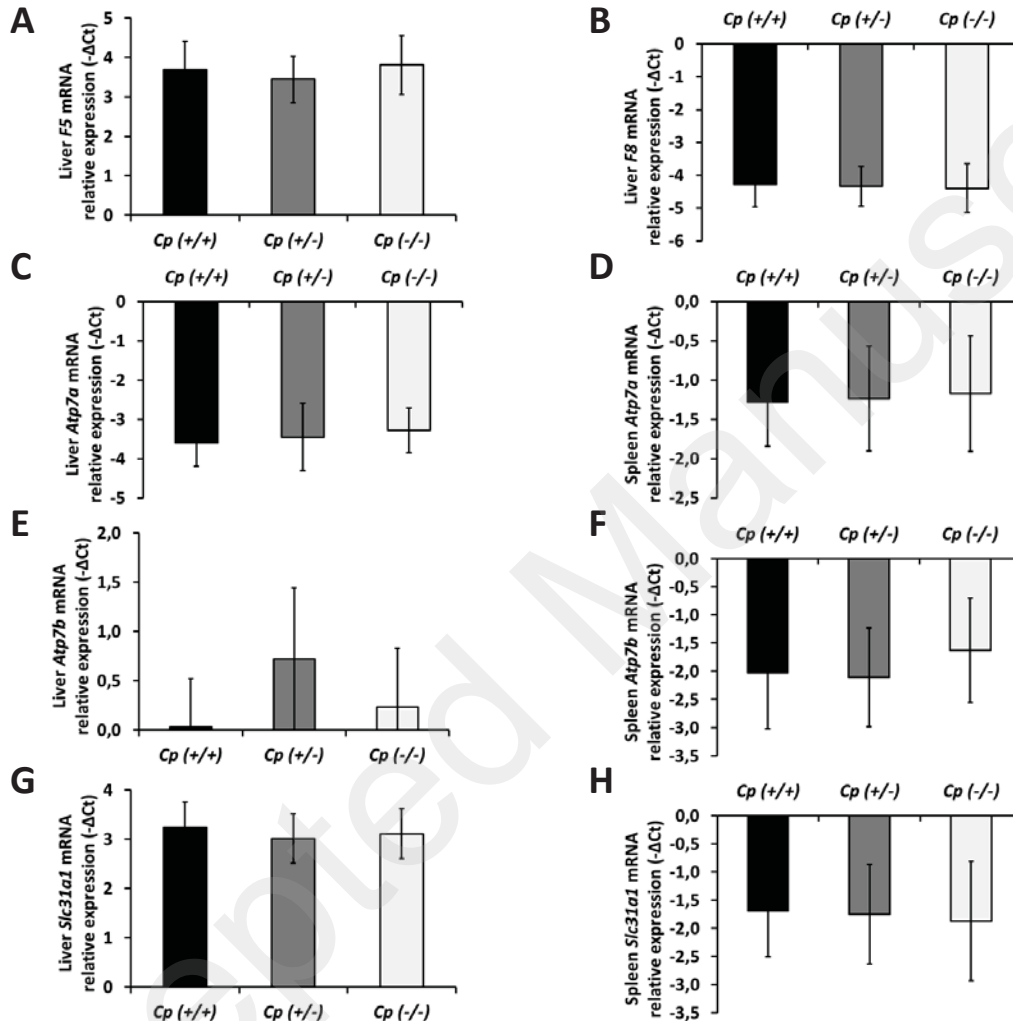 A
Liver F5 mRNA
relative expression (-ΔCt)
5
4
3
2
1
0
Cp (+/+) Cp (+/-) Cp (-/-)
B
Cp (+/+) Cp (+/-) Cp (-/-)
Liver F8 mRNA
relative expression (-ΔCt)
0
-1
-2
-3
-4
-5
-6
C
Cp (+/+) Cp (+/-) Cp (-/-)
Liver Atp7a mRNA
relative expression (-ΔCt)
0
-1
-2
-3
-4
-5
D
Cp (+/+) Cp (+/-) Cp (-/-)
Spleen Atp7a mRNA
relative expression (-ΔCt)
0,0
-0,5
-1,0
-1,5
-2,0
-2,5
E
Liver Atp7b mRNA
relative expression (-ΔCt)
2,0
1,5
1,0
0,5
0,0
Cp (+/+) Cp (+/-) Cp (-/-)
F
Cp (+/+) Cp (+/-) Cp (-/-)
Spleen Atp7b mRNA
relative expression (-ΔCt)
0,0
-0,5
-1,0
-1,5
-2,0
-2,5
-3,0
-3,5
G
Liver Slc31a1 mRNA
relative expression (-ΔCt)
4
3
2
1
0
Cp (+/+) Cp (+/-) Cp (-/-)
H
Cp (+/+) Cp (+/-) Cp (-/-)
Spleen Slc31a1 mRNA
relative expression (-ΔCt)
0,0
-0,5
-1,0
-1,5
-2,0
-2,5
-3,0
-3,5
epted Manus